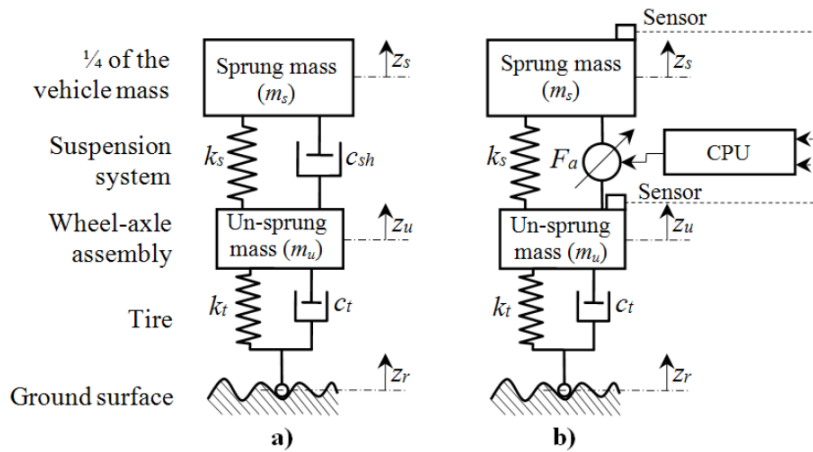 ¼ of the
vehicle mass
Suspension
system
Wheel-axle
assembly
Tire
Ground surface
Sprung mass
(mₛ)
zₛ
kₛ
cₛₕ
Un-sprung
mass (mᵤ)
zᵤ
kₜ
cₜ
zᵣ
a)
Sensor
Sprung mass
(mₛ)
zₛ
kₛ
Fₐ
CPU
Sensor
Un-sprung
mass (mᵤ)
zᵤ
kₜ
cₜ
zᵣ
b)